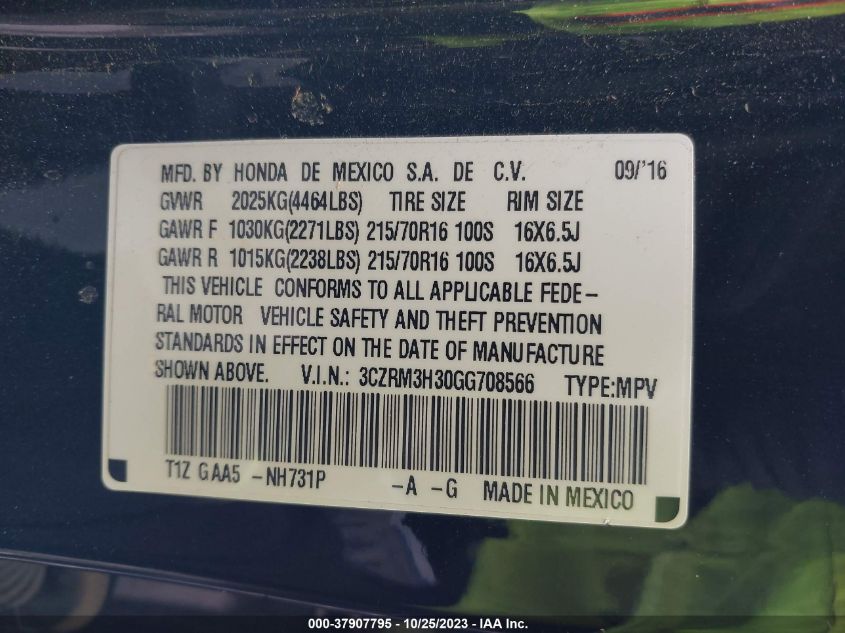 MFD. BY HONDA DE MEXICO S.A. DE C.V. 09/'16
GVWR 2025KG(4464LBS) TIRE SIZE RIM SIZE
GAWR F 1030KG(2271LBS) 215/70R16 100S 16X6.5J
GAWR R 1015KG(2238LBS) 215/70R16 100S 16X6.5J
THIS VEHICLE CONFORMS TO ALL APPLICABLE FEDE-
RAL MOTOR VEHICLE SAFETY AND THEFT PREVENTION
STANDARDS IN EFFECT ON THE DATE OF MANUFACTURE
SHOWN ABOVE. V.I.N.: 3CZRM3H30GG708566 TYPE:MPV
T1Z GAA5 -NH731P -A -G MADE IN MEXICO
000-37907795 - 10/25/2023 - IAA Inc.